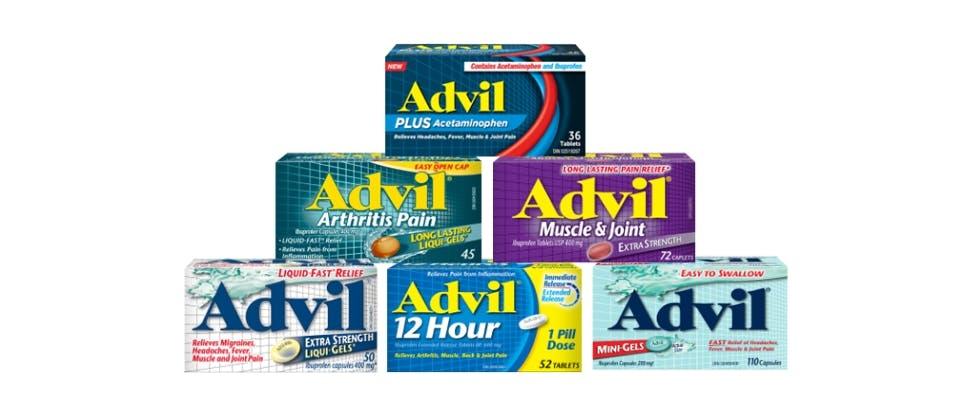 NEW
Contains Acetaminophen and Ibuprofen
Advil
PLUS Acetaminophen
Relieves Headaches, Fever, Muscle & Joint Pain
36
Tablets
EASY OPEN CAP
Advil
Arthritis Pain
Ibuprofen Capsules 400 mg
• LIQUID-FAST Relief
• Relieves Pain from
Inflammation
LONG LASTING
LIQUI-GELS®
45
LONG LASTING PAIN RELIEF*
Advil®
Muscle & Joint
Ibuprofen Tablets USP 400 mg
EXTRA STRENGTH
72 CAPLETS
LIQUID-FAST RELIEF
Advil®
Relieves Migraines,
Headaches, Fever,
Muscle and Joint Pain
EXTRA STRENGTH
LIQUI-GELS®
50
Ibuprofen capsules 400 mg
Relieves Pain from Inflammation
Advil
12 Hour
Immediate
Release
Extended
Release
Ibuprofen Extended Release Tablets
Relieves Arthritis, Muscle, Back & Joint Pain
1 Pill
Dose
52 TABLETS
EASY TO SWALLOW
Advil®
MINI-GELS
Ibuprofen Capsules 200 mg
FAST Relief of Headaches,
Fever, Muscle & Joint Pain
110 Capsules